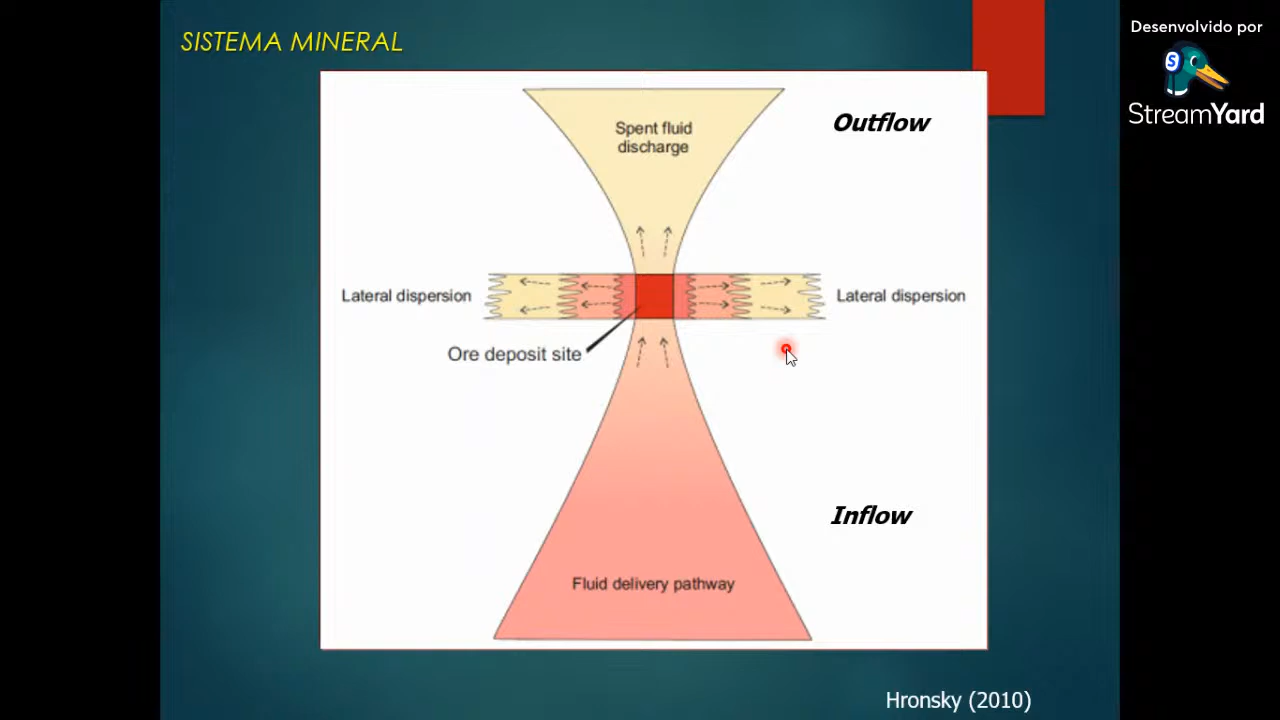 SISTEMA MINERAL
Desenvolvido por
S
StreamYard
Outflow
Spent fluid
discharge
Lateral dispersion
Lateral dispersion
Ore deposit site
Inflow
Fluid delivery pathway
Hronsky (2010)